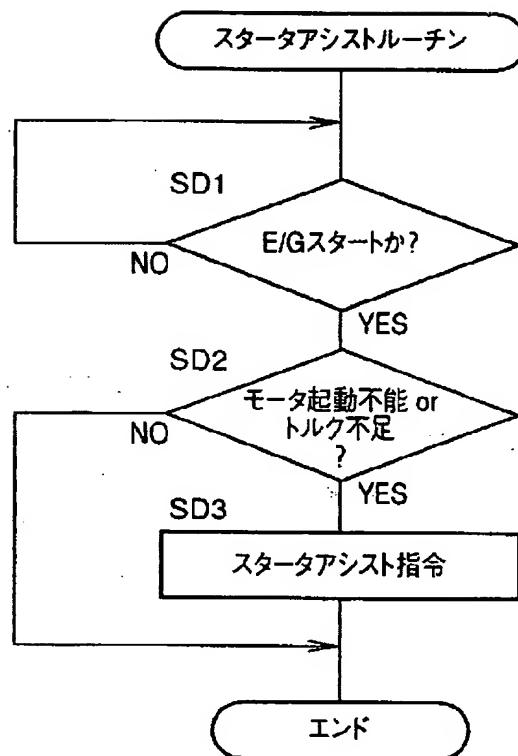 スタータアシストルーチン
SD1
E/Gスタートか?
NO
YES
SD2
モータ起動不能 or
トルク不足
?
NO
YES
SD3
スタータアシスト指令
エンド